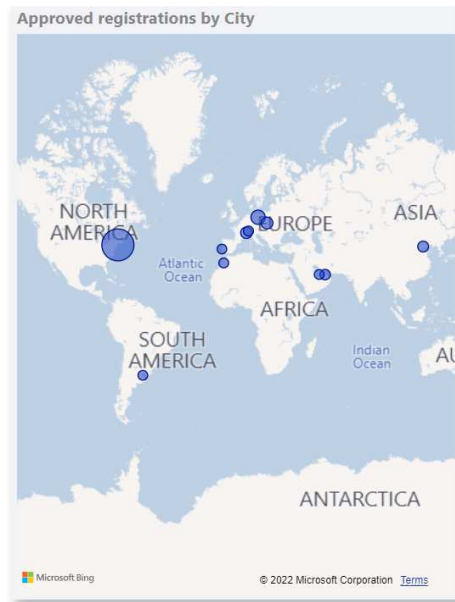 Approved registrations by City
NORTH
AMERICA
EUROPE
ASIA
Atlantic
Ocean
AFRICA
SOUTH
AMERICA
Indian
Ocean
AU
ANTARCTICA
Microsoft Bing
© 2022 Microsoft Corporation Terms